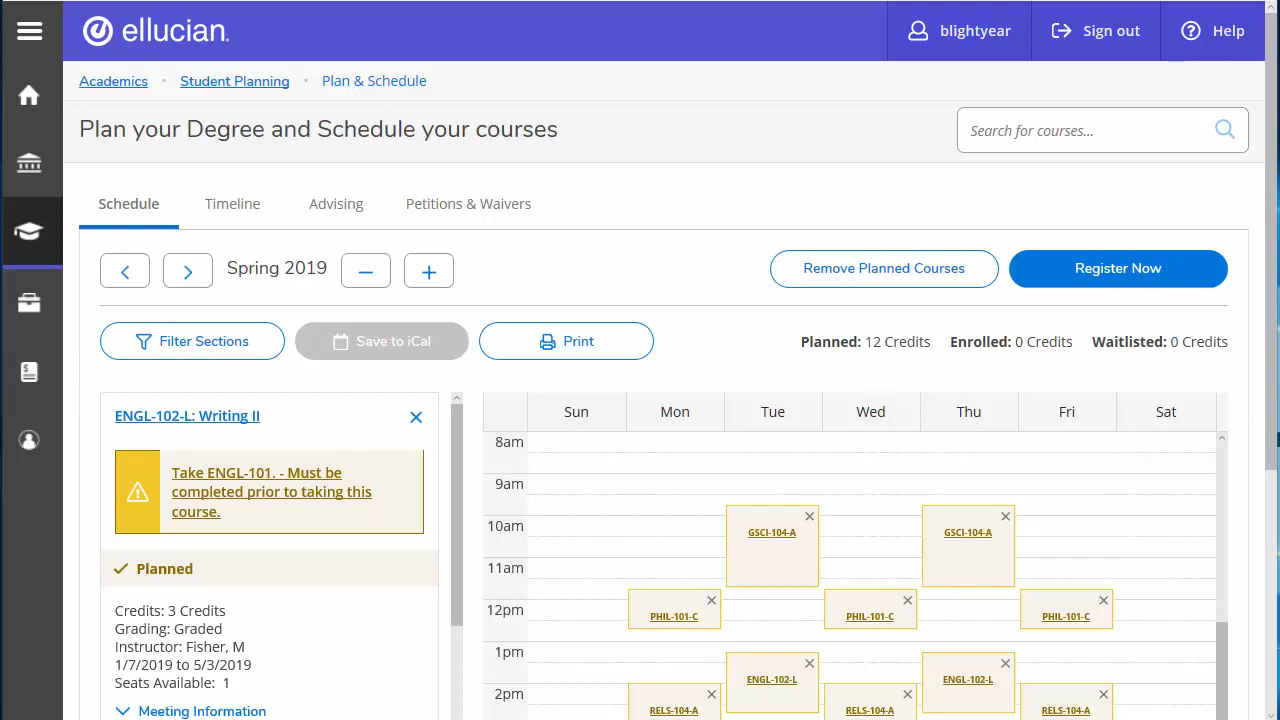 ellucian.
blightyear
Sign out
Help
Academics • Student Planning • Plan & Schedule
Plan your Degree and Schedule your courses
Search for courses...
Schedule
Timeline
Advising
Petitions & Waivers
Spring 2019
Remove Planned Courses
Register Now
Filter Sections
Save to iCal
Print
Planned: 12 Credits
Enrolled: 0 Credits
Waitlisted: 0 Credits
ENGL-102-L: Writing II
Take ENGL-101. - Must be
completed prior to taking this
course.
Planned
Credits: 3 Credits
Grading: Graded
Instructor: Fisher, M
1/7/2019 to 5/3/2019
Seats Available: 1
Meeting Information
Sun Mon Tue Wed Thu Fri Sat
8am
9am
10am
GSCI-104-A GSCI-104-A
11am
12pm
PHIL-101-C PHIL-101-C PHIL-101-C
1pm
ENGL-102-L ENGL-102-L
2pm
RELS-104-A RELS-104-A RELS-104-A